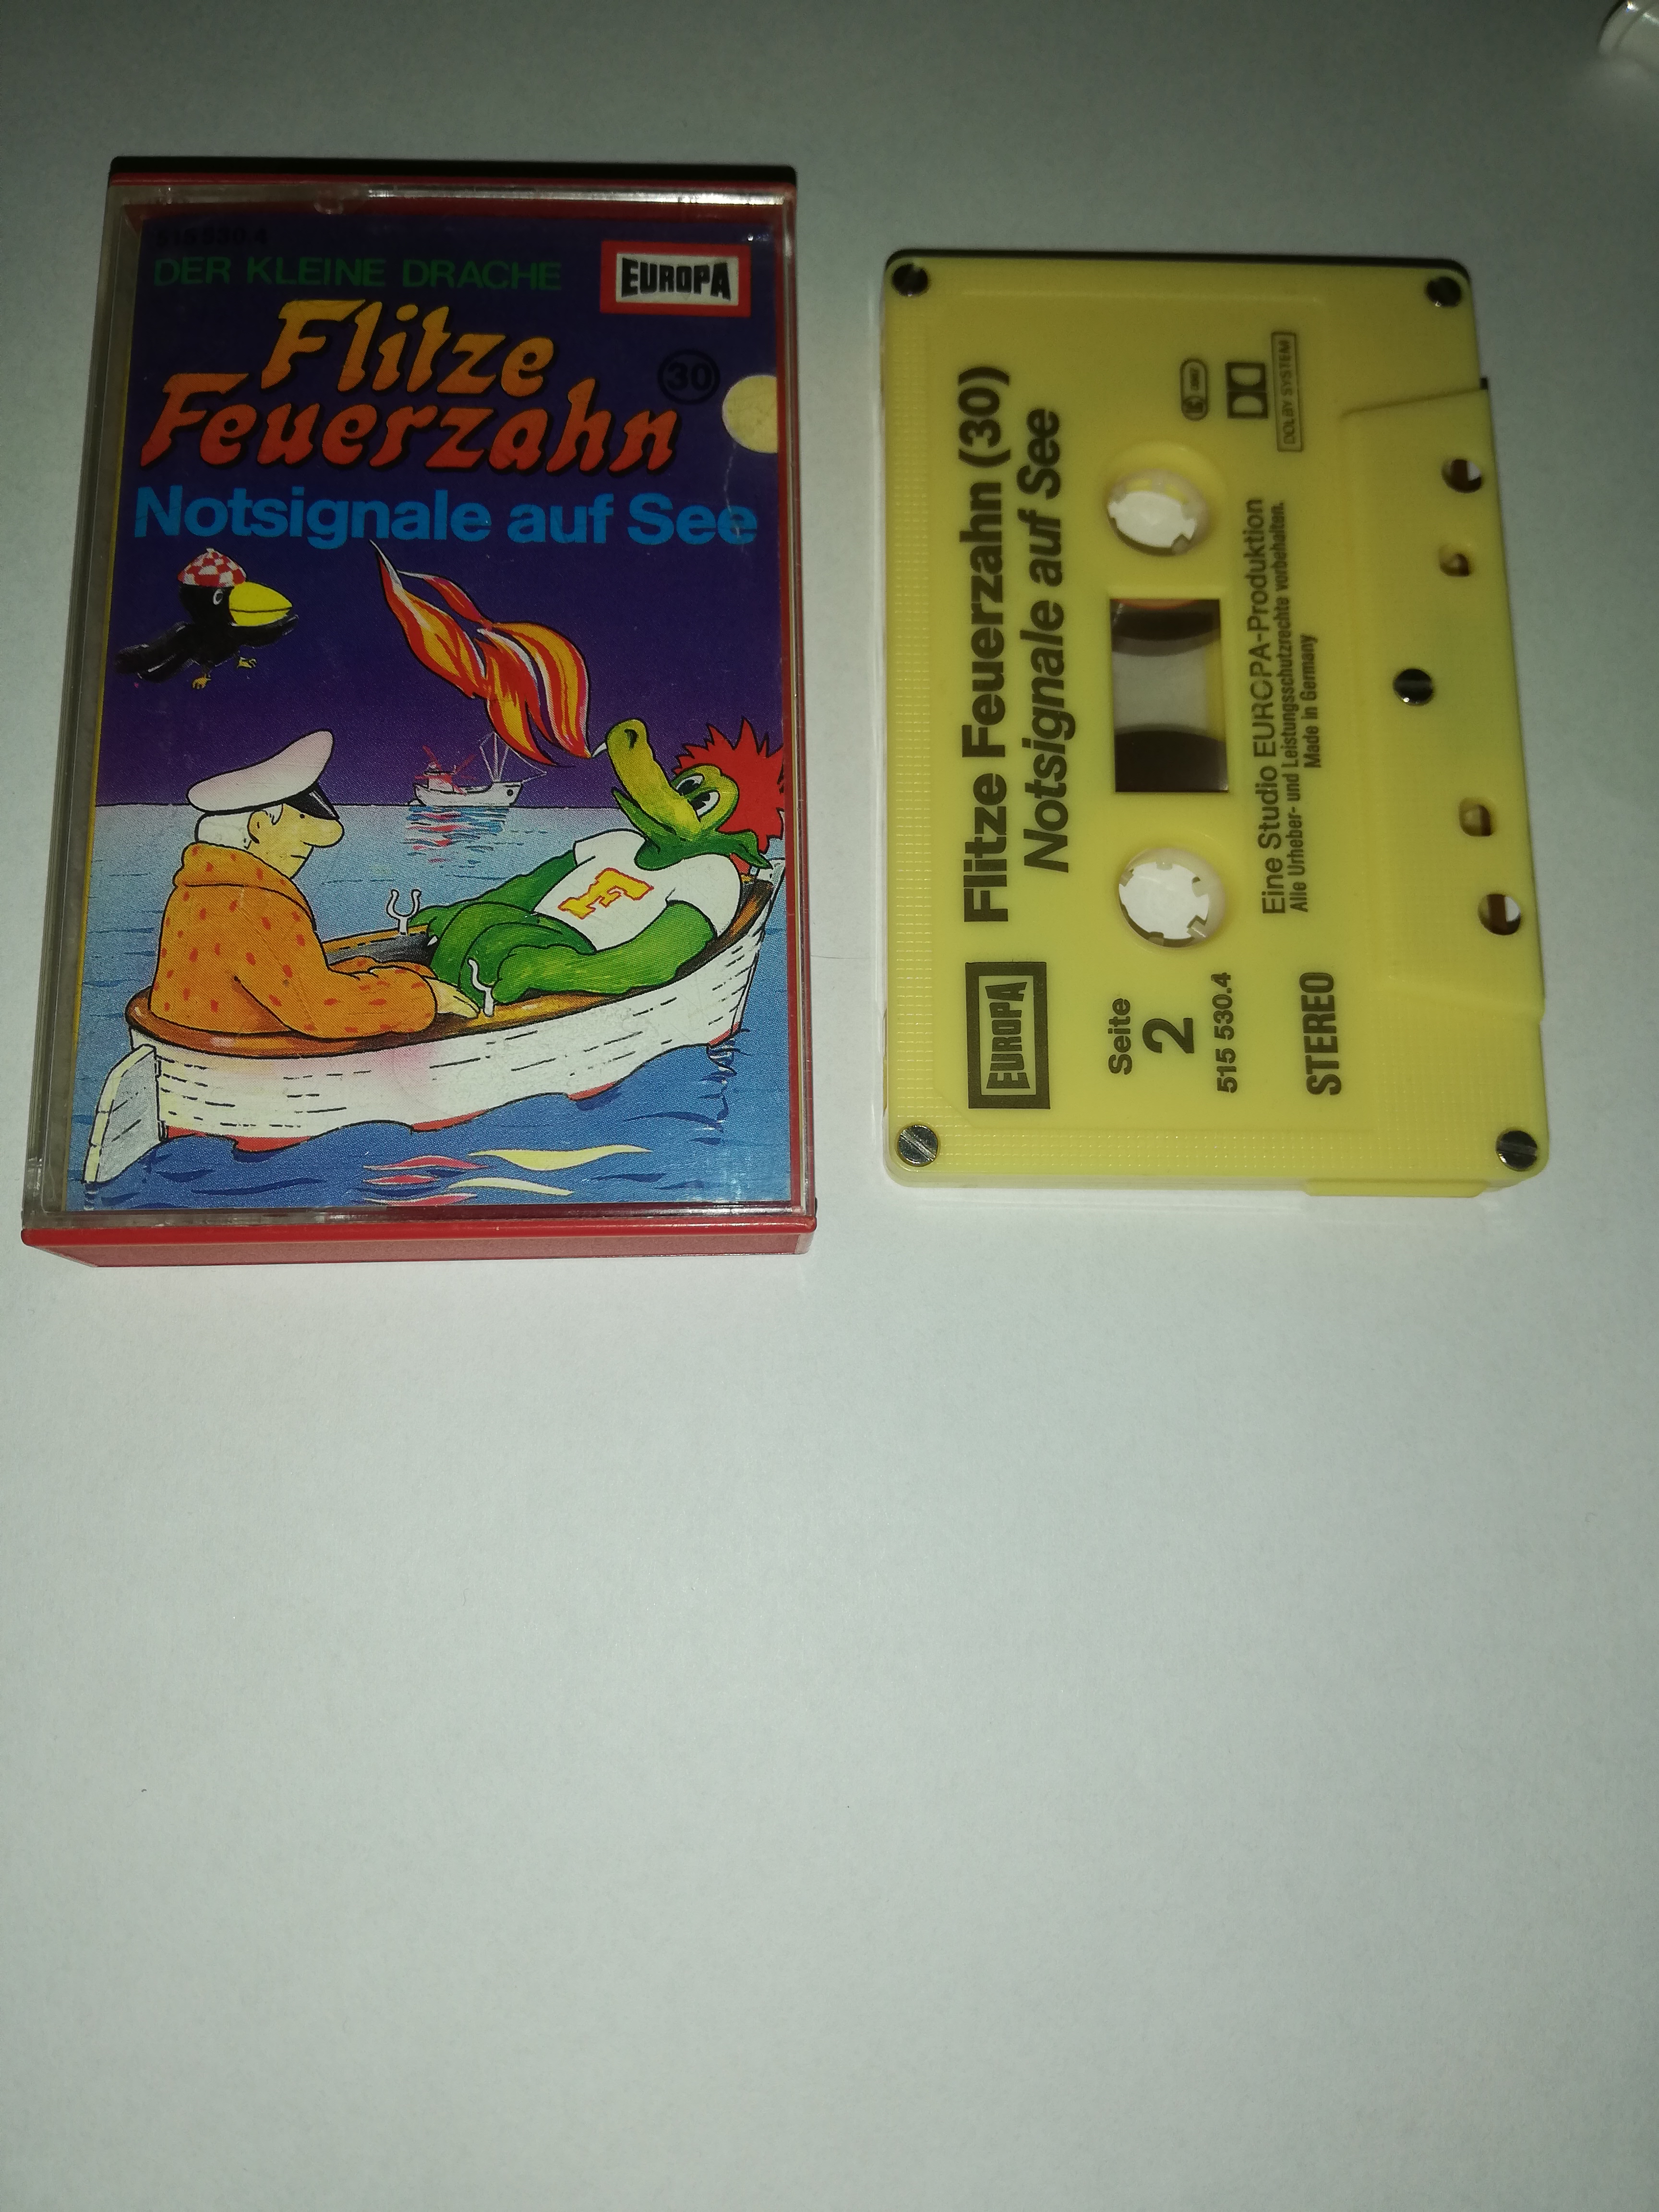 515 530.4
DER KLEINE DRACHE
EUROPA
Flitze
Feuerzahn
30
Notsignale auf See
F
Flitze Feuerzahn (30)
Notsignale auf See
EUROPA
Seite
2
515 530.4
STEREO
Eine Studio EUROPA-Produktion
Alle Urheber- und Leistungsschutzrechte vorbehalten.
Made in Germany
DOLBY SYSTEM